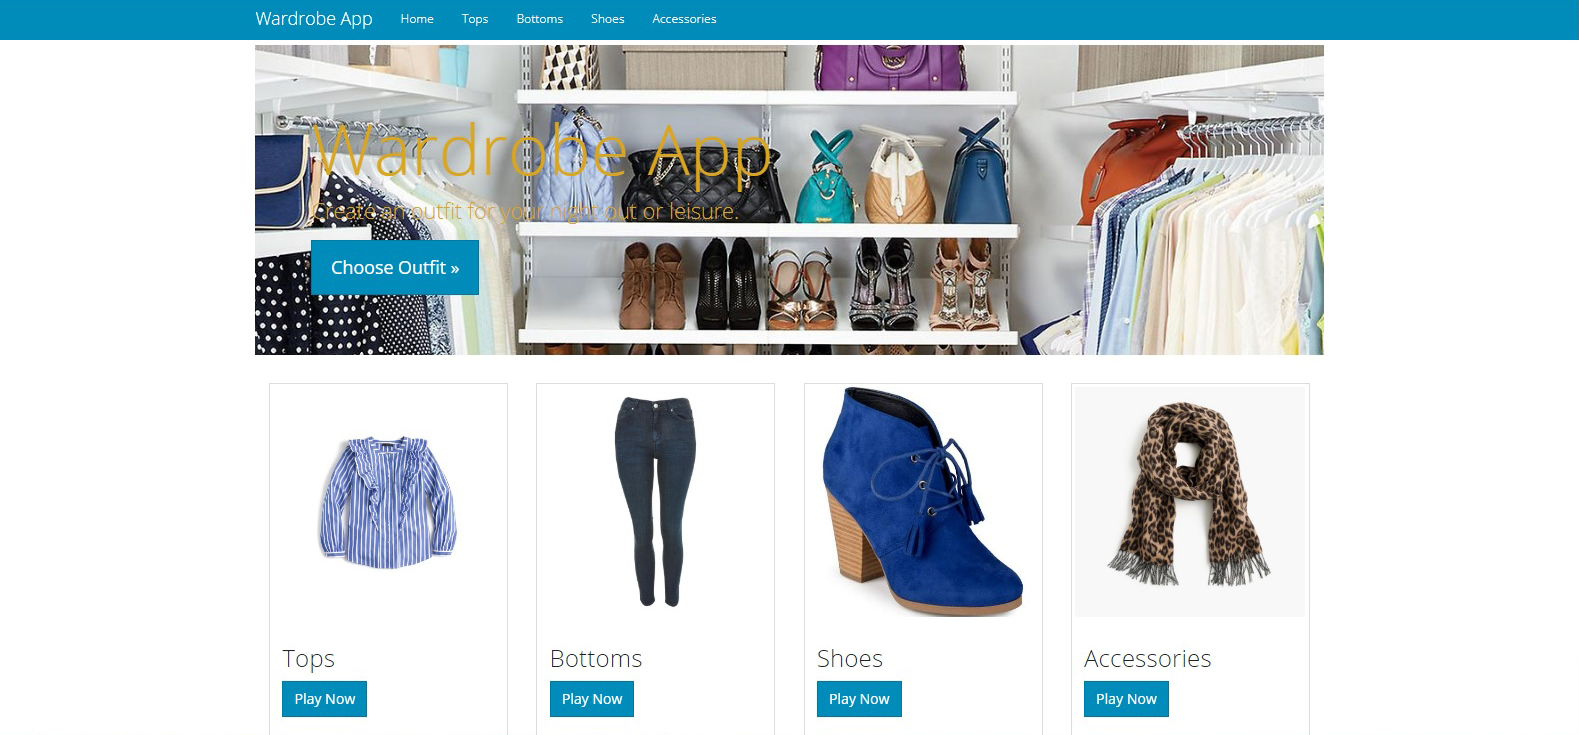 Wardrobe App Home Tops Bottoms Shoes Accessories
Wardrobe App
Create an outfit for your night out or leisure.
Choose Outfit »
Tops Bottoms Shoes Accessories
Play Now Play Now Play Now Play Now